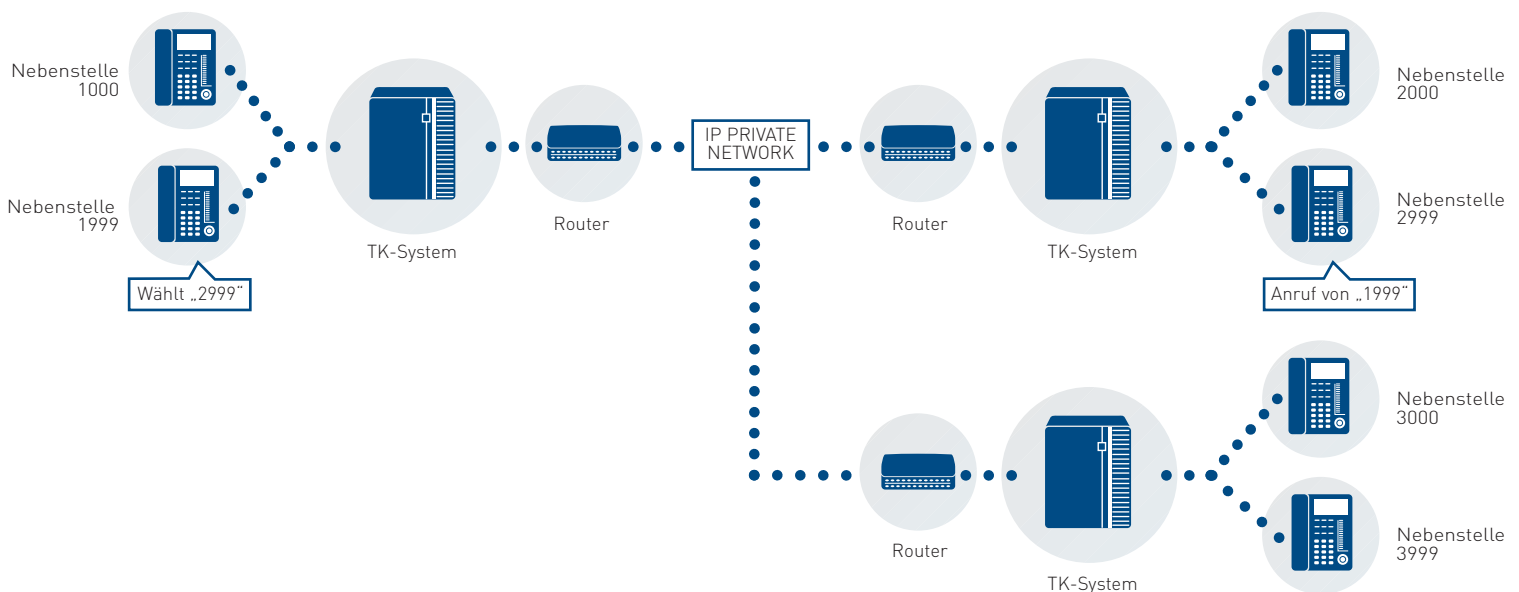 Nebenstelle
1000
Nebenstelle
1999
Wählt „2999“
TK-System
Router
IP PRIVATE
NETWORK
Router
TK-System
Nebenstelle
2000
Nebenstelle
2999
Anruf von „1999“
Router
TK-System
Nebenstelle
3000
Nebenstelle
3999